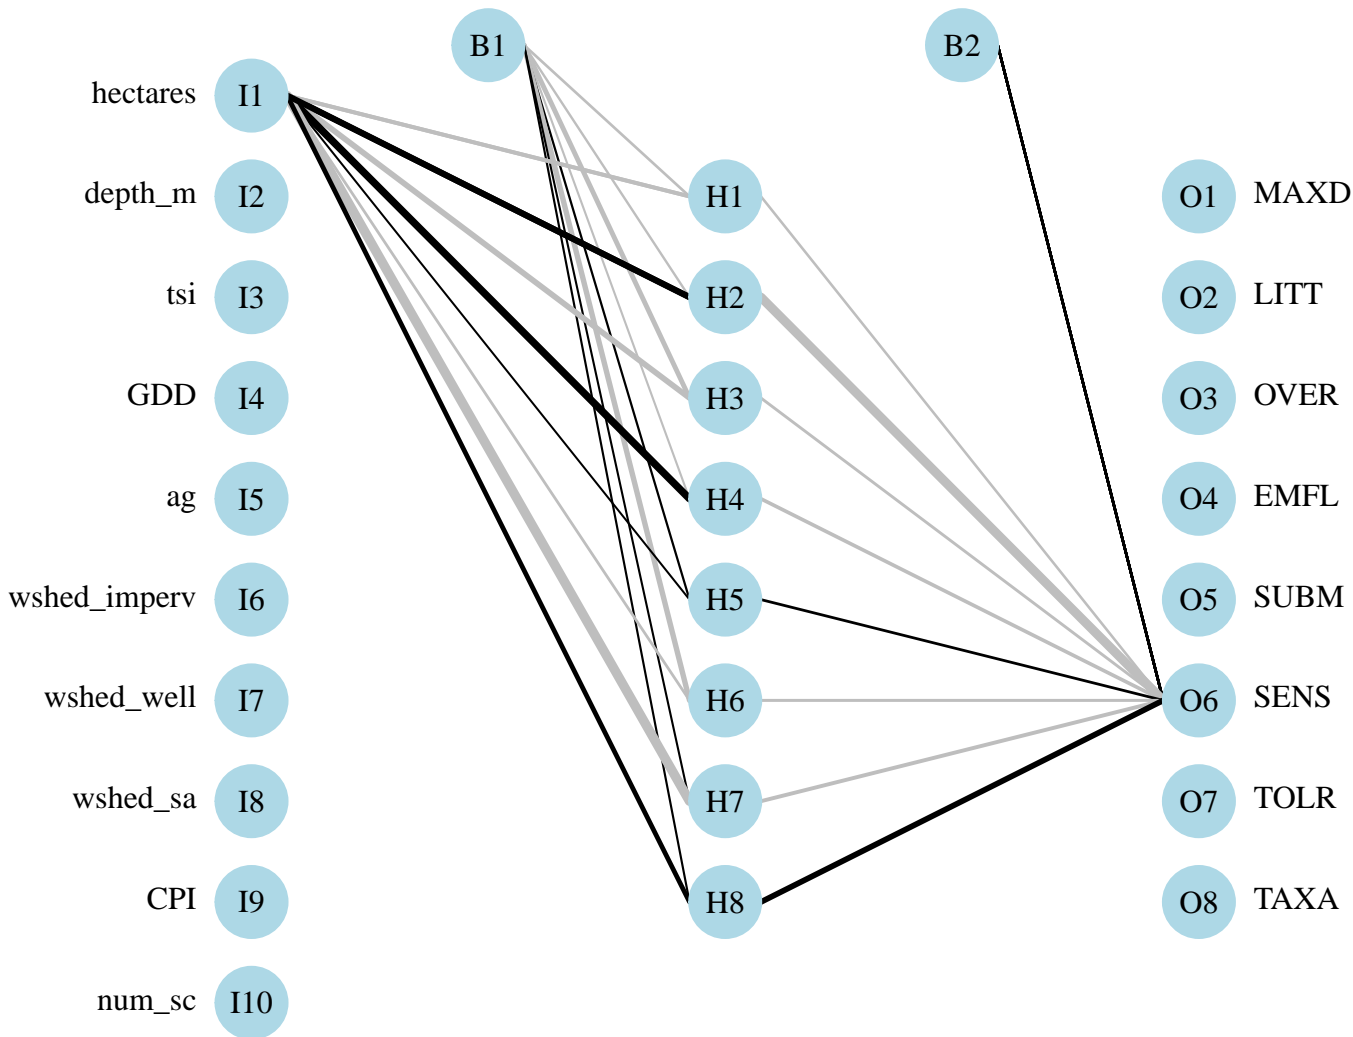 B1 B2
hectares I1
depth_m I2 H1 O1 MAXD
tsi I3 H2 O2 LITT
GDD I4 H3 O3 OVER
ag I5 H4 O4 EMFL
wshed_imperv I6 H5 O5 SUBM
wshed_well I7 H6 O6 SENS
wshed_sa I8 H7 O7 TOLR
CPI I9 H8 O8 TAXA
num_sc I10